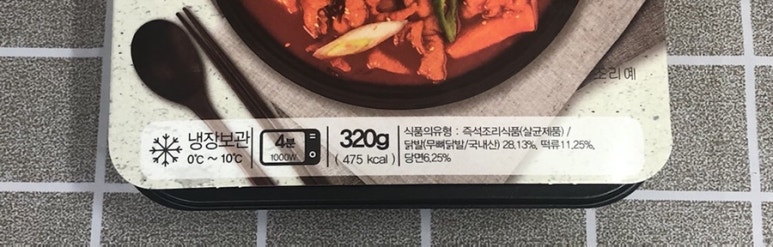 조리예
냉장보관
0℃ ~ 10℃
4분
1000W
320g
( 475 kcal )
식품의유형 : 즉석조리식품(살균제품) /
닭발(무뼈닭발/국내산) 28.13%, 떡류11.25%,
당면6.25%